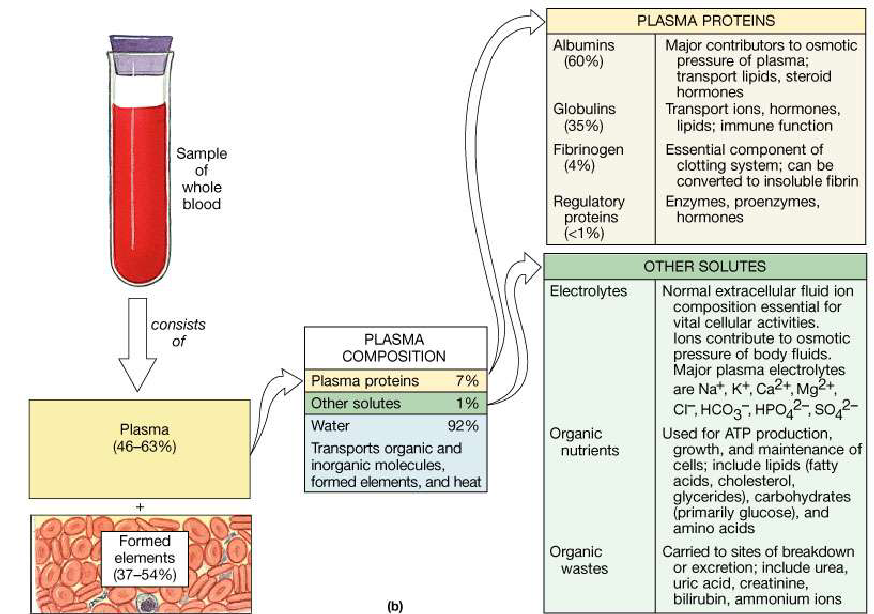 Sample
of
whole
blood
consists
of
Plasma
(46–63%)
+
Formed
elements
(37–54%)
PLASMA
COMPOSITION
Plasma proteins 7%
Other solutes 1%
Water 92%
Transports organic and
inorganic molecules,
formed elements, and heat
PLASMA PROTEINS
Albumins
(60%)
Major contributors to osmotic
pressure of plasma;
transport lipids, steroid
hormones
Globulins
(35%)
Transport ions, hormones,
lipids; immune function
Fibrinogen
(4%)
Essential component of
clotting system; can be
converted to insoluble fibrin
Regulatory
proteins
(<1%)
Enzymes, proenzymes,
hormones
OTHER SOLUTES
Electrolytes
Normal extracellular fluid ion
composition essential for
vital cellular activities.
Ions contribute to osmotic
pressure of body fluids.
Major plasma electrolytes
are Na⁺, K⁺, Ca²⁺, Mg²⁺,
Cl⁻, HCO₃⁻, HPO₄²⁻, SO₄²⁻
Organic
nutrients
Used for ATP production,
growth, and maintenance of
cells; include lipids (fatty
acids, cholesterol,
glycerides), carbohydrates
(primarily glucose), and
amino acids
Organic
wastes
Carried to sites of breakdown
or excretion; include urea,
uric acid, creatinine,
bilirubin, ammonium ions
(b)